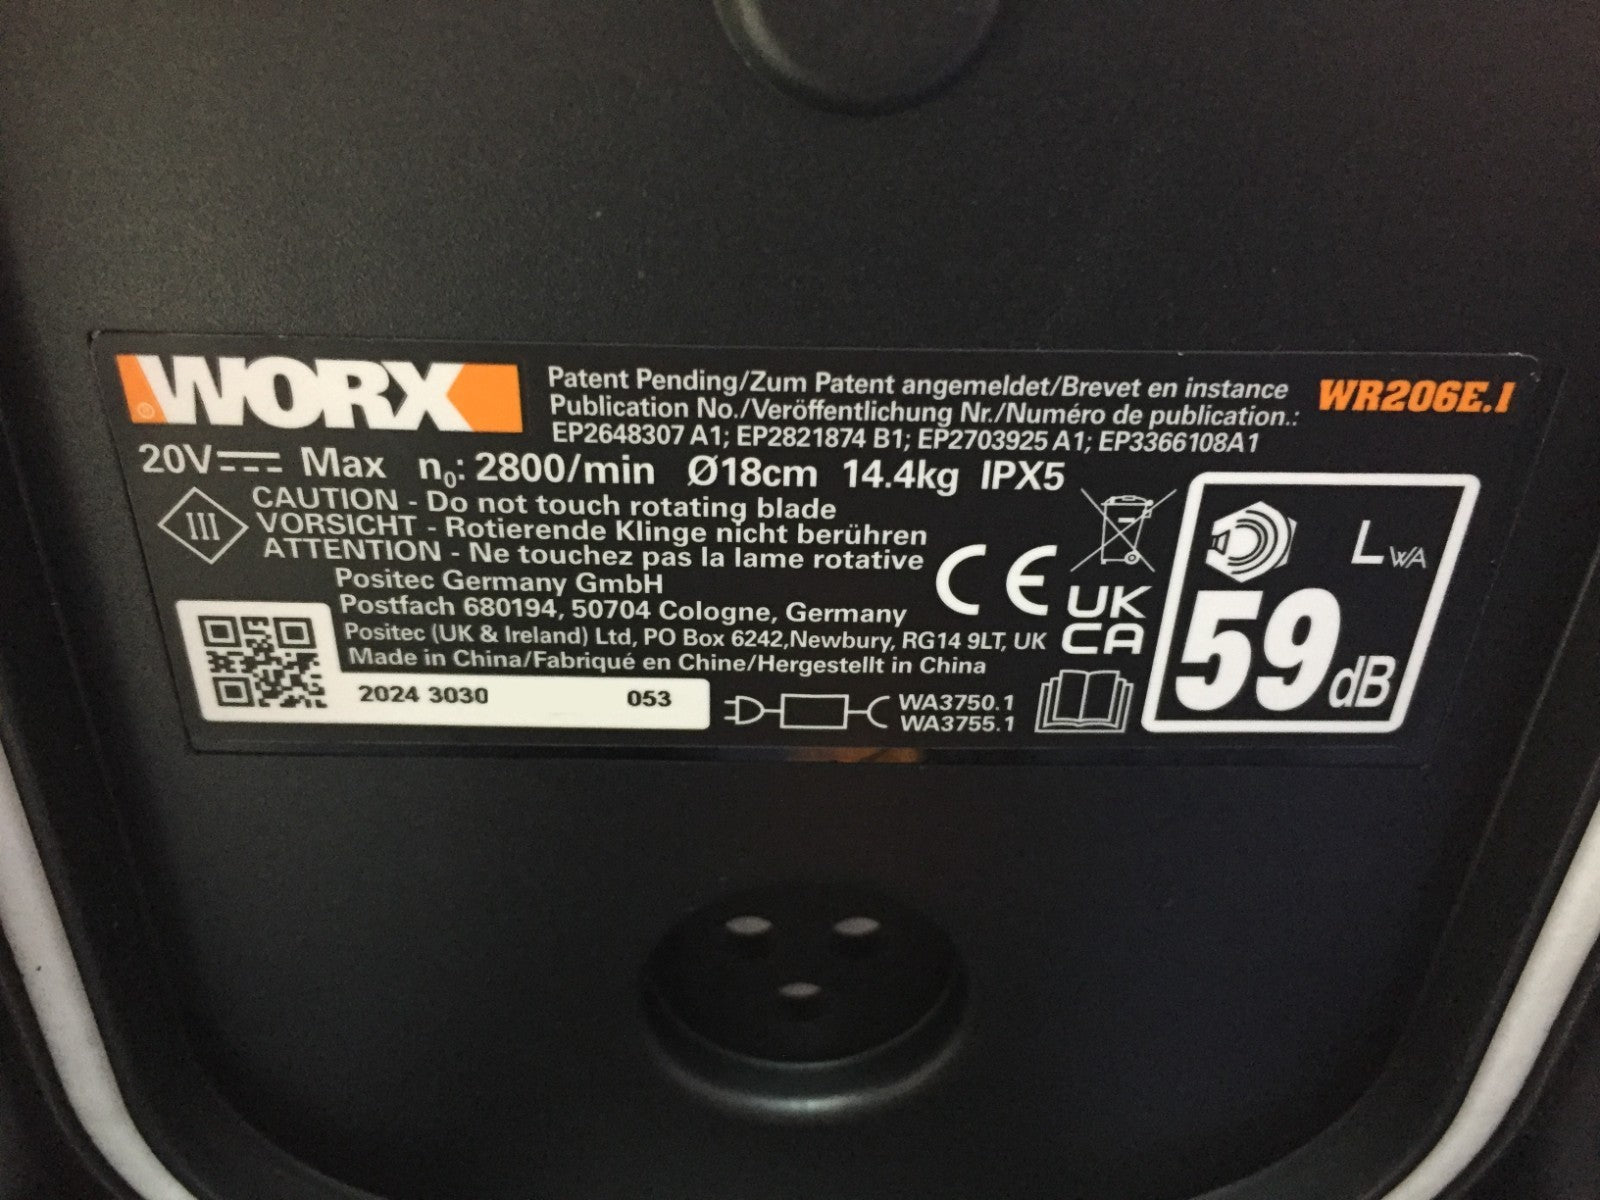 WORX
®
Patent Pending/Zum Patent angemeldet/Brevet en instance
Publication No./Veröffentlichung Nr./Numéro de publication.:
EP2648307 A1; EP2821874 B1; EP2703925 A1; EP3366108A1
WR206E.1
20V Max n0: 2800/min Ø18cm 14.4kg IPX5
III
CAUTION - Do not touch rotating blade
VORSICHT - Rotierende Klinge nicht berühren
ATTENTION - Ne touchez pas la lame rotative
Positec Germany GmbH
Postfach 680194, 50704 Cologne, Germany
Positec (UK & Ireland) Ltd, PO Box 6242,Newbury, RG14 9LT, UK
Made in China/Fabriqué en Chine/Hergestellt in China
2024 3030 053
WA3750.1
WA3755.1
CE
UK
CA
LWA
59dB